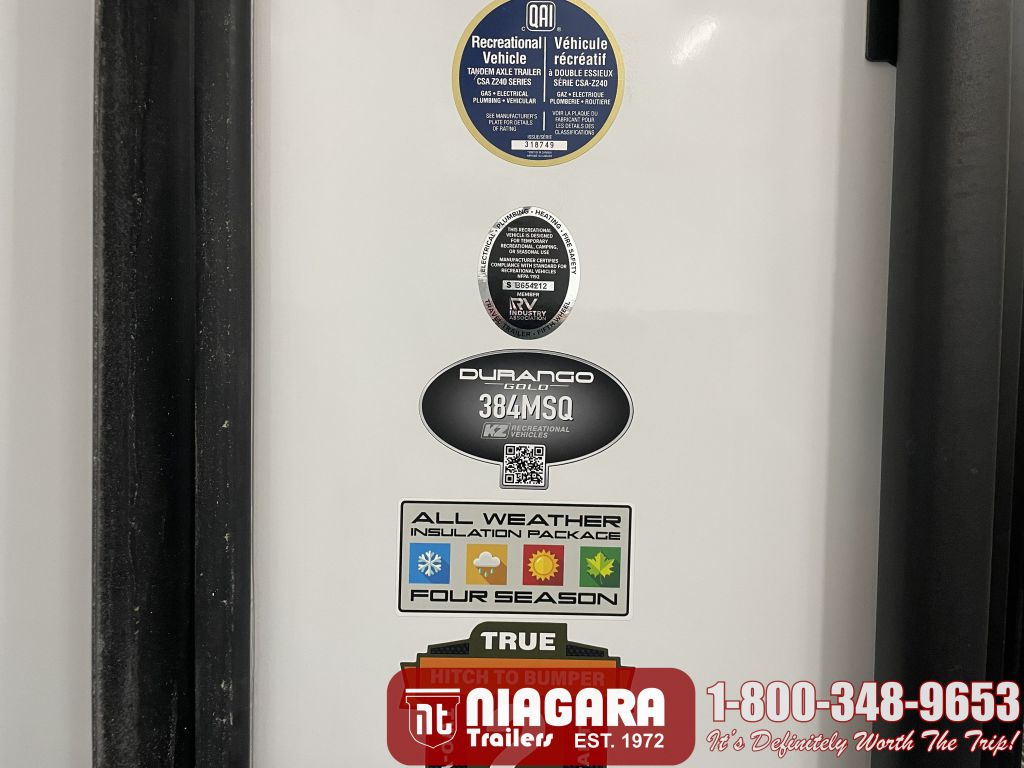 QAI
C ®
Recreational
Vehicle
TANDEM AXLE TRAILER
CSA Z240 SERIES
GAS • ELECTRICAL
PLUMBING • VEHICULAR
SEE MANUFACTURER'S
PLATE FOR DETAILS
OF RATING
Véhicule
récréatif
à DOUBLE ESSIEUX
SÉRIE CSA-Z240
GAZ • ELECTRIQUE
PLOMBERIE • ROUTIERE
VOIR LA PLAQUE DU
FABRICANT POUR
LES DETAILS DES
CLASSIFICATIONS
ISSUE/SÉRIE
318749
ELECTRICAL • PLUMBING • HEATING • FIRE SAFETY
THIS RECREATIONAL
VEHICLE IS DESIGNED
FOR TEMPORARY
RECREATIONAL, CAMPING,
OR SEASONAL USE
MANUFACTURER CERTIFIES
COMPLIANCE WITH STANDARD FOR
RECREATIONAL VEHICLES
NFPA 1192
S B654212
MEMBER
RV
INDUSTRY
ASSOCIATION
TRAVEL TRAILER • FIFTH WHEEL
DURANGO
GOLD
384MSQ
KZ RECREATIONAL
VEHICLES
ALL WEATHER
INSULATION PACKAGE
FOUR SEASON
TRUE
HITCH TO BUMPER
nt NIAGARA
Trailers EST. 1972
1-800-348-9653
It's Definitely Worth The Trip!